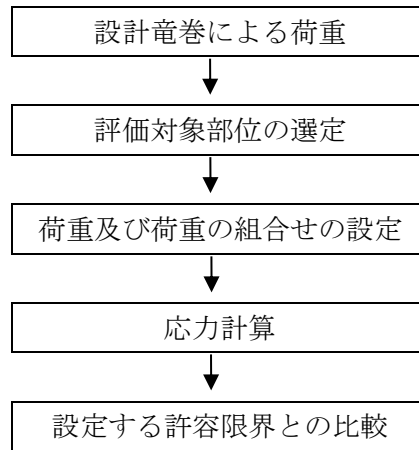 設計竜巻による荷重
評価対象部位の選定
荷重及び荷重の組合せの設定
応力計算
設定する許容限界との比較